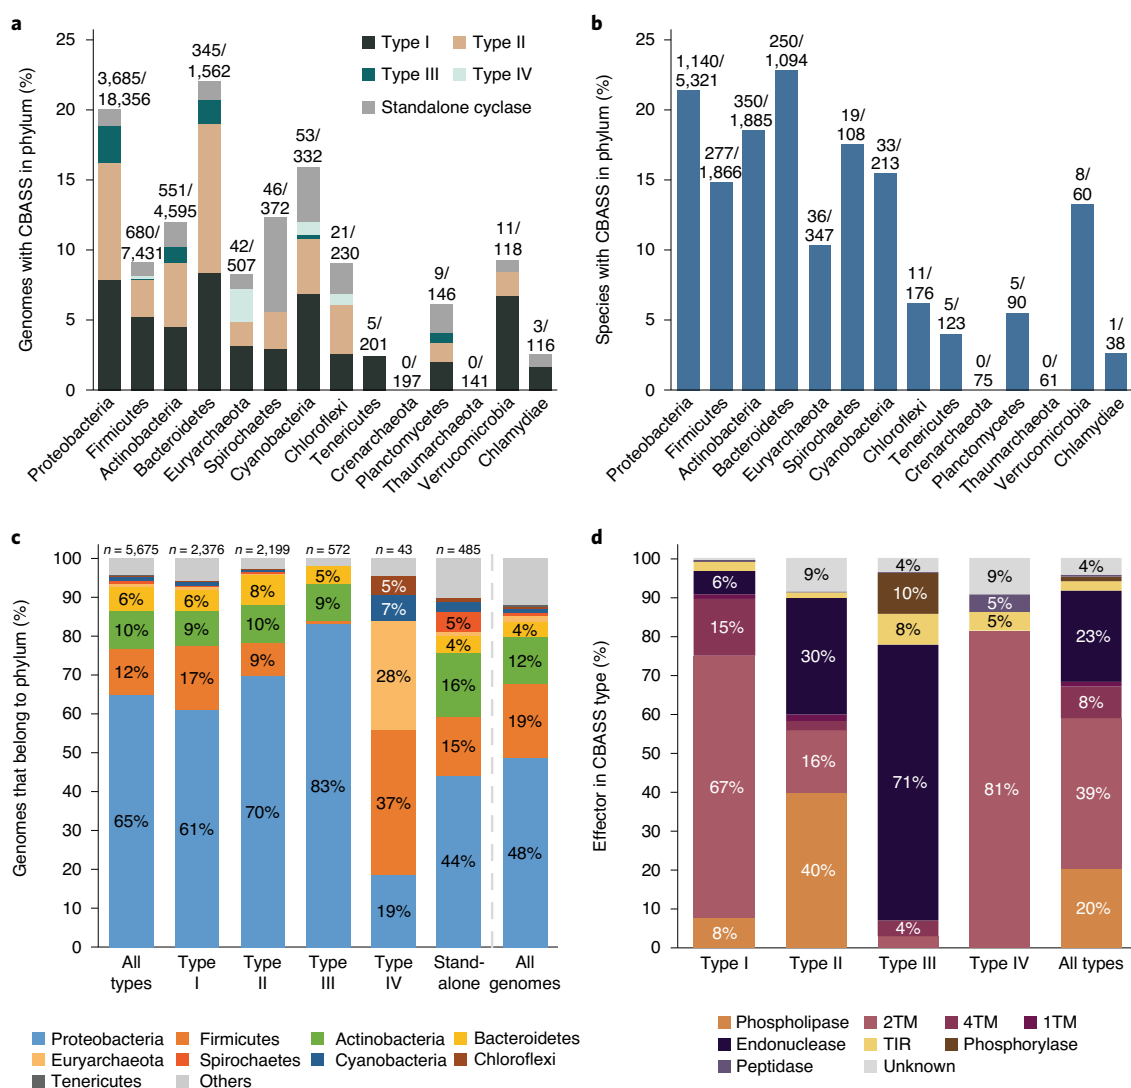 a
Genomes with CBASS in phylum (%)
25
20
15
10
5
0
Type I
Type II
Type III
Type IV
Standalone cyclase
3,685/
18,356
680/
7,431
551/
4,595
345/
1,562
42/
507
46/
372
53/
332
21/
230
5/
201
0/
197
9/
146
0/
141
11/
118
3/
116
Proteobacteria
Firmicutes
Actinobacteria
Bacteroidetes
Euryarchaeota
Spirochaetes
Cyanobacteria
Chloroflexi
Tenericutes
Crenarchaeota
Planctomycetes
Thaumarchaeota
Verrucomicrobia
Chlamydiae
b
Species with CBASS in phylum (%)
25
20
15
10
5
0
1,140/
5,321
277/
1,866
350/
1,885
250/
1,094
36/
347
19/
108
33/
213
11/
176
5/
123
0/
75
5/
90
0/
61
8/
60
1/
38
Proteobacteria
Firmicutes
Actinobacteria
Bacteroidetes
Euryarchaeota
Spirochaetes
Cyanobacteria
Chloroflexi
Tenericutes
Crenarchaeota
Planctomycetes
Thaumarchaeota
Verrucomicrobia
Chlamydiae
c
Genomes that belong to phylum (%)
100
90
80
70
60
50
40
30
20
10
0
n = 5,675
n = 2,376
n = 2,199
n = 572
n = 43
n = 485
6%
10%
12%
65%
6%
9%
17%
61%
8%
10%
9%
70%
5%
9%
83%
5%
7%
28%
37%
19%
5%
4%
16%
15%
44%
4%
12%
19%
48%
All
types
Type
I
Type
II
Type
III
Type
IV
Stand-
alone
All
genomes
Proteobacteria
Firmicutes
Actinobacteria
Bacteroidetes
Euryarchaeota
Spirochaetes
Cyanobacteria
Chloroflexi
Tenericutes
Others
d
Effector in CBASS type (%)
100
90
80
70
60
50
40
30
20
10
0
6%
15%
67%
8%
9%
30%
16%
40%
4%
10%
8%
71%
4%
9%
5%
5%
81%
4%
23%
8%
39%
20%
Type I
Type II
Type III
Type IV
All types
Phospholipase
2TM
4TM
1TM
Endonuclease
TIR
Phosphorylase
Peptidase
Unknown